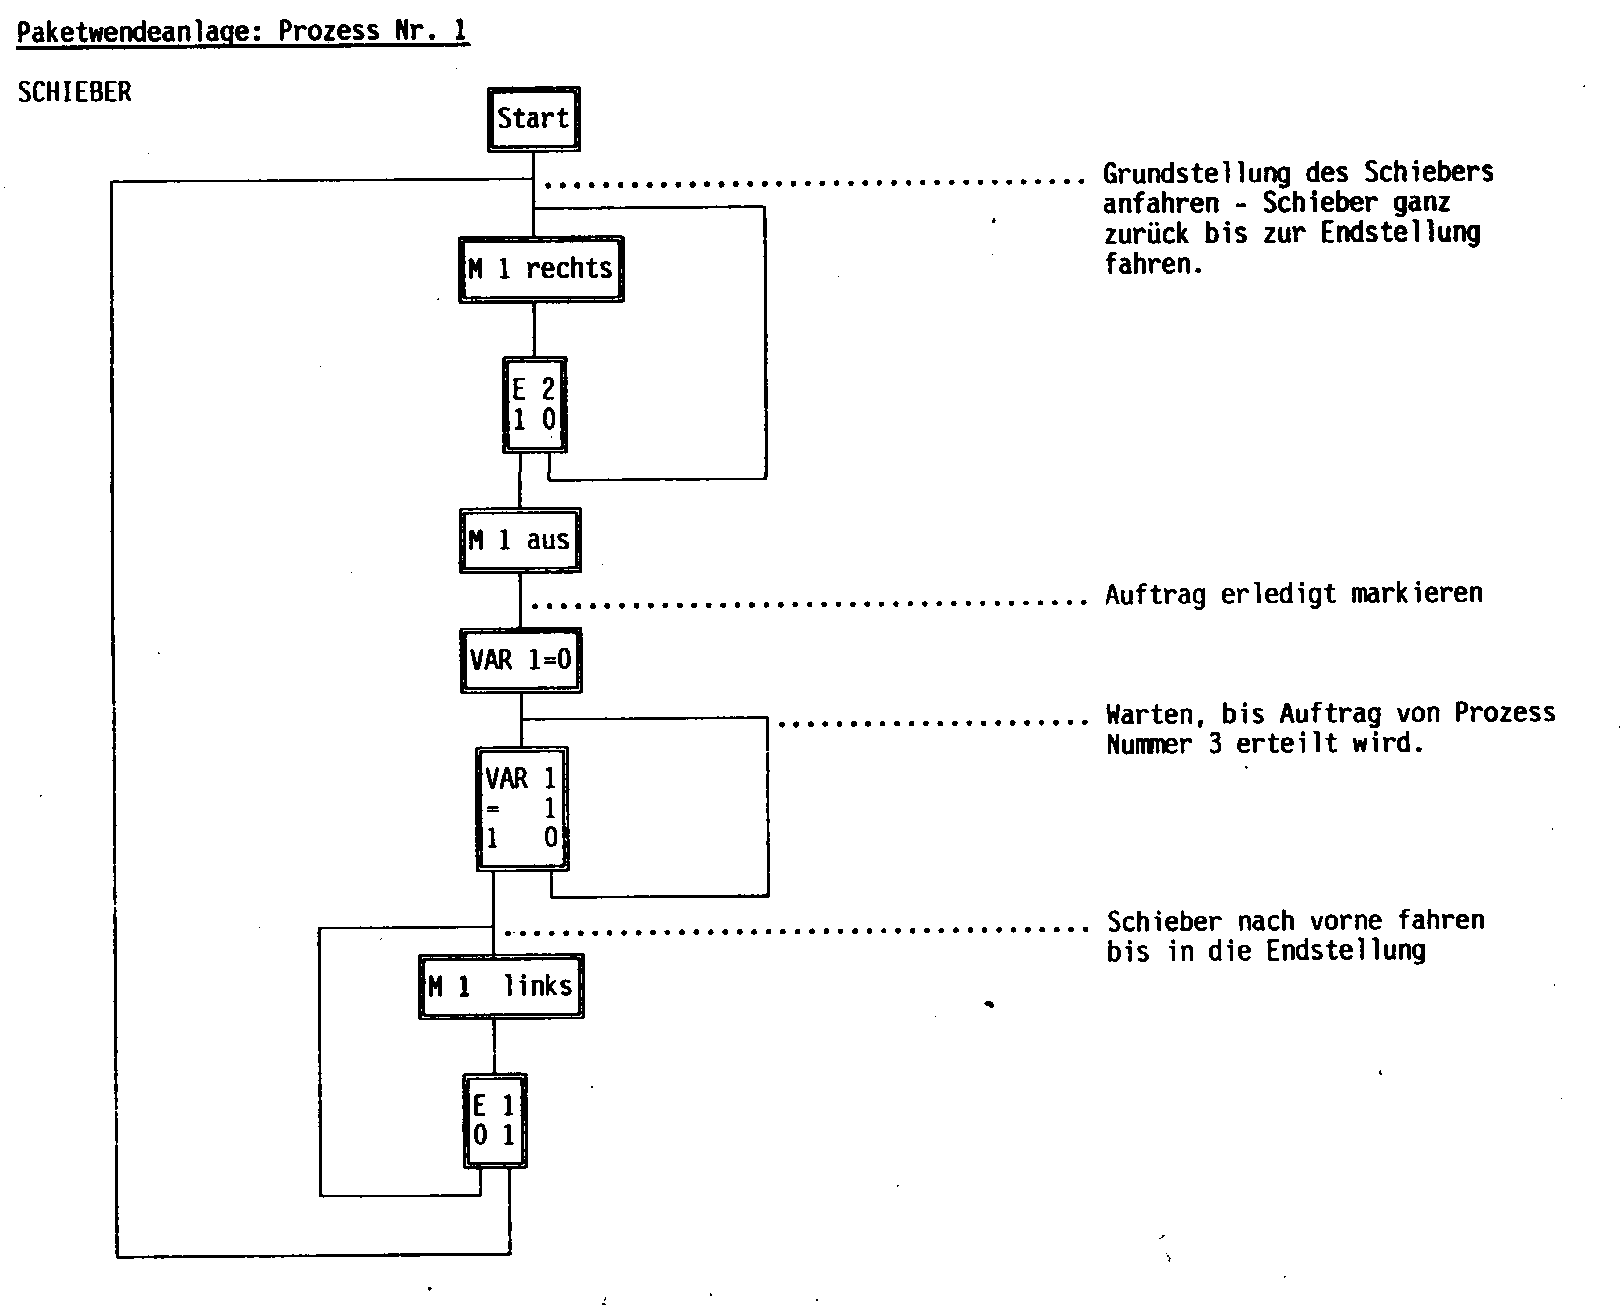 Paketwendeanlage: Prozess Nr. 1
SCHIEBER
Start
Grundstellung des Schiebers
anfahren - Schieber ganz
zurück bis zur Endstellung
fahren.
M 1 rechts
E 2
1 0
M 1 aus
Auftrag erledigt markieren
VAR 1=0
Warten, bis Auftrag von Prozess
Nummer 3 erteilt wird.
VAR 1
= 1
1 0
Schieber nach vorne fahren
bis in die Endstellung
M 1 links
E 1
0 1